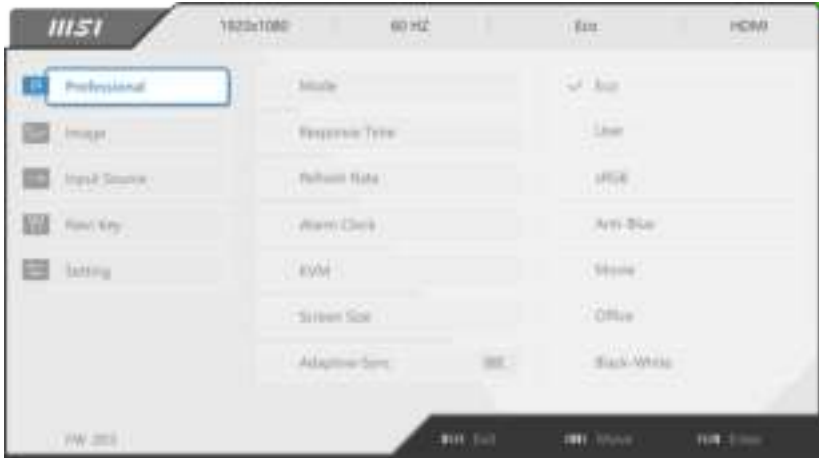 msi 1920x1080 60 HZ Eco HDMI
Professional Mode Eco
Image Response Time User
Input Source Refresh Rate sRGB
Navi Key Alarm Clock Anti-Blue
Setting KVM Movie
Screen Size Office
Adaptive-Sync Black-White
FW Exit Move Enter